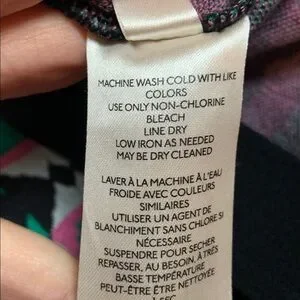 MACHINE WASH COLD WITH LIKE
COLORS
USE ONLY NON-CHLORINE
BLEACH
LINE DRY
LOW IRON AS NEEDED
MAY BE DRY CLEANED
LAVER À LA MACHINE À L'EAU
FROIDE AVEC COULEURS
SIMILAIRES
UTILISER UN AGENT DE
BLANCHIMENT SANS CHLORE SI
NÉCESSAIRE
SUSPENDRE POUR SÉCHER
REPASSER, AU BESOIN, À TRÈS
BASSE TEMPÉRATURE
PEUT-ÊTRE ÊTRE NETTOYÉE
À SEC